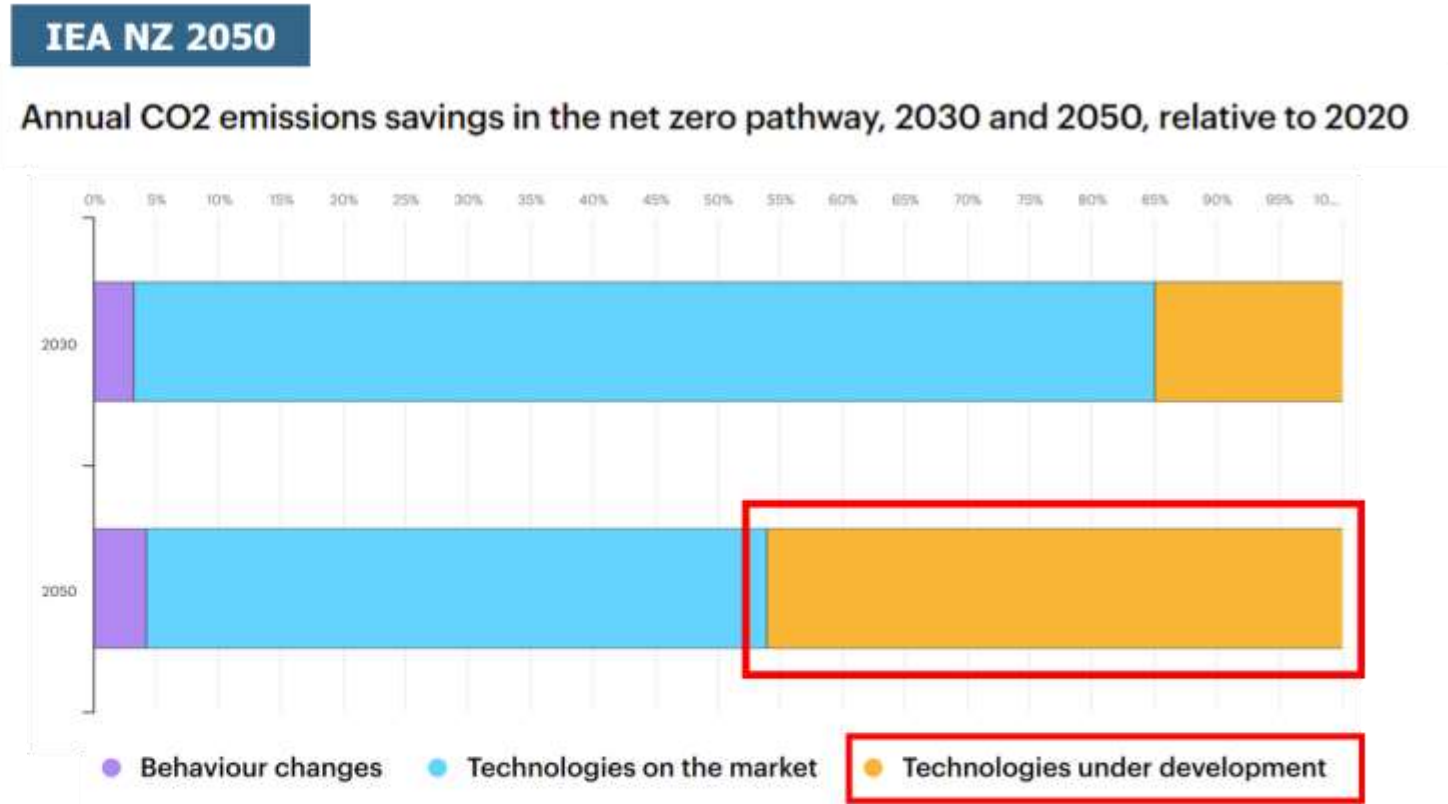 IEA NZ 2050
Annual CO2 emissions savings in the net zero pathway, 2030 and 2050, relative to 2020
0% 5% 10% 15% 20% 25% 30% 35% 40% 45% 50% 55% 60% 65% 70% 75% 80% 85% 90% 95% 10...
2030
2050
Behaviour changes Technologies on the market Technologies under development